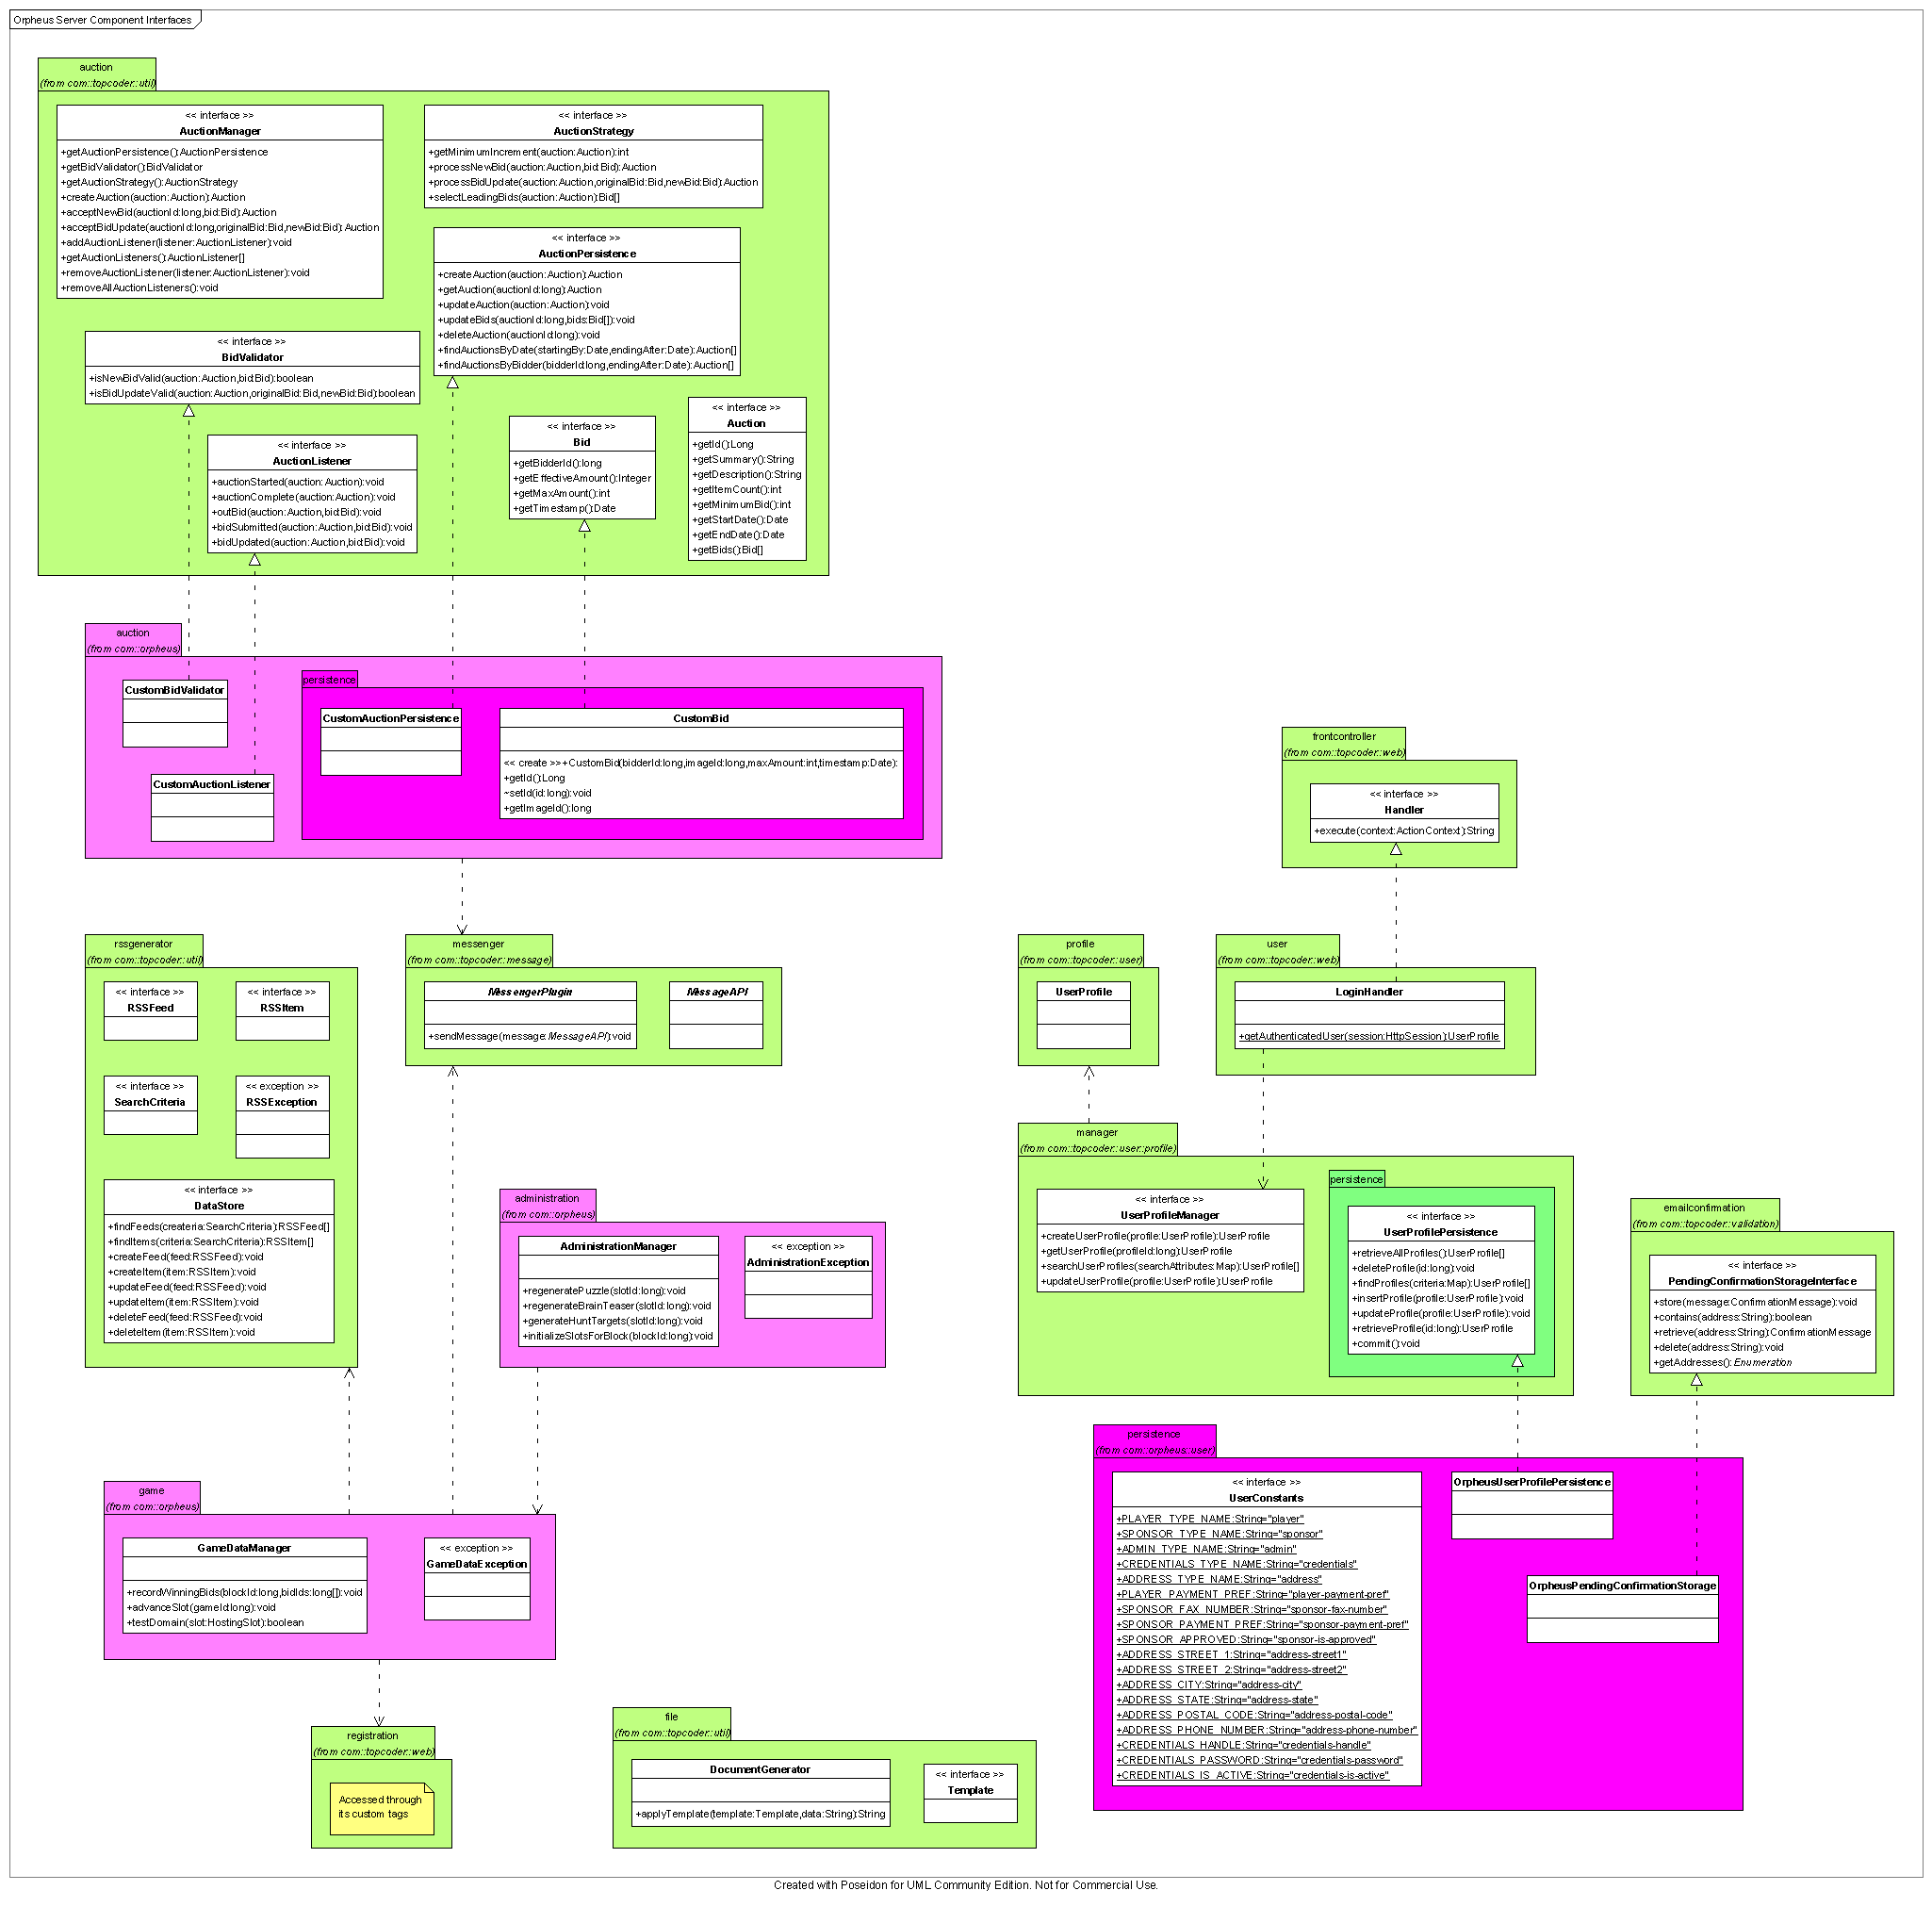 Orpheus Server Component Interfaces
auction
(from com::topcoder::util)
<< interface >>
AuctionManager
+getAuctionPersistence():AuctionPersistence
+getBidValidator():BidValidator
+getAuctionStrategy():AuctionStrategy
+createAuction(auction:Auction):Auction
+acceptNewBid(auctionId:long,bid:Bid):Auction
+acceptBidUpdate(auctionId:long,originalBid:Bid,newBid:Bid):Auction
+addAuctionListener(listener:AuctionListener):void
+getAuctionListeners():AuctionListener[]
+removeAuctionListener(listener:AuctionListener):void
+removeAllAuctionListeners():void
<< interface >>
AuctionStrategy
+getMinimumIncrement(auction:Auction):int
+processNewBid(auction:Auction,bid:Bid):Auction
+processBidUpdate(auction:Auction,originalBid:Bid,newBid:Bid):Auction
+selectLeadingBids(auction:Auction):Bid[]
<< interface >>
AuctionPersistence
+createAuction(auction:Auction):Auction
+getAuction(auctionId:long):Auction
+updateAuction(auction:Auction):void
+updateBids(auctionId:long,bids:Bid[]):void
+deleteAuction(auctionId:long):void
+findAuctionsByDate(startingBy:Date,endingAfter:Date):Auction[]
+findAuctionsByBidder(bidderId:long,endingAfter:Date):Auction[]
<< interface >>
BidValidator
+isNewBidValid(auction:Auction,bid:Bid):boolean
+isBidUpdateValid(auction:Auction,originalBid:Bid,newBid:Bid):boolean
<< interface >>
AuctionListener
+auctionStarted(auction:Auction):void
+auctionComplete(auction:Auction):void
+outBid(auction:Auction,bid:Bid):void
+bidSubmitted(auction:Auction,bid:Bid):void
+bidUpdated(auction:Auction,bid:Bid):void
<< interface >>
Bid
+getBidderId():long
+getEffectiveAmount():Integer
+getMaxAmount():int
+getTimestamp():Date
<< interface >>
Auction
+getId():Long
+getSummary():String
+getDescription():String
+getItemCount():int
+getMinimumBid():int
+getStartDate():Date
+getEndDate():Date
+getBids():Bid[]
auction
(from com::orpheus)
CustomBidValidator
CustomAuctionListener
persistence
CustomAuctionPersistence
CustomBid
<< create >>+CustomBid(bidderId:long,imageId:long,maxAmount:int,timestamp:Date):
+getId():Long
~setId(id:long):void
+getImageId():long
frontcontroller
(from com::topcoder::web)
<< interface >>
Handler
+execute(context:ActionContext):String
rssgenerator
(from com::topcoder::util)
<< interface >>
RSSFeed
<< interface >>
RSSItem
<< interface >>
SearchCriteria
<< exception >>
RSSException
<< interface >>
DataStore
+findFeeds(createria:SearchCriteria):RSSFeed[]
+findItems(criteria:SearchCriteria):RSSItem[]
+createFeed(feed:RSSFeed):void
+createItem(item:RSSItem):void
+updateFeed(feed:RSSFeed):void
+updateItem(item:RSSItem):void
+deleteFeed(feed:RSSFeed):void
+deleteItem(item:RSSItem):void
messenger
(from com::topcoder::message)
MessengerPlugin
+sendMessage(message:MessageAPI):void
MessageAPI
profile
(from com::topcoder::user)
UserProfile
user
(from com::topcoder::web)
LoginHandler
+getAuthenticatedUser(session:HttpSession):UserProfile
manager
(from com::topcoder::user::profile)
<< interface >>
UserProfileManager
+createUserProfile(profile:UserProfile):UserProfile
+getUserProfile(profileId:long):UserProfile
+searchUserProfiles(searchAttributes:Map):UserProfile[]
+updateUserProfile(profile:UserProfile):UserProfile
persistence
<< interface >>
UserProfilePersistence
+retrieveAllProfiles():UserProfile[]
+deleteProfile(id:long):void
+findProfiles(criteria:Map):UserProfile[]
+insertProfile(profile:UserProfile):void
+updateProfile(profile:UserProfile):void
+retrieveProfile(id:long):UserProfile
+commit():void
emailconfirmation
(from com::topcoder::validation)
<< interface >>
PendingConfirmationStorageInterface
+store(message:ConfirmationMessage):void
+contains(address:String):boolean
+retrieve(address:String):ConfirmationMessage
+delete(address:String):void
+getAddresses():Enumeration
administration
(from com::orpheus)
AdministrationManager
+regeneratePuzzle(slotId:long):void
+regenerateBrainTeaser(slotId:long):void
+generateHuntTargets(slotId:long):void
+initializeSlotsForBlock(blockId:long):void
<< exception >>
AdministrationException
game
(from com::orpheus)
GameDataManager
+recordWinningBids(blockId:long,bidIds:long[]):void
+advanceSlot(gameId:long):void
+testDomain(slot:HostingSlot):boolean
<< exception >>
GameDataException
persistence
(from com::orpheus::user)
<< interface >>
UserConstants
+PLAYER_TYPE_NAME:String="player"
+SPONSOR_TYPE_NAME:String="sponsor"
+ADMIN_TYPE_NAME:String="admin"
+CREDENTIALS_TYPE_NAME:String="credentials"
+ADDRESS_TYPE_NAME:String="address"
+PLAYER_PAYMENT_PREF:String="player-payment-pref"
+SPONSOR_FAX_NUMBER:String="sponsor-fax-number"
+SPONSOR_PAYMENT_PREF:String="sponsor-payment-pref"
+SPONSOR_APPROVED:String="sponsor-is-approved"
+ADDRESS_STREET_1:String="address-street1"
+ADDRESS_STREET_2:String="address-street2"
+ADDRESS_CITY:String="address-city"
+ADDRESS_STATE:String="address-state"
+ADDRESS_POSTAL_CODE:String="address-postal-code"
+ADDRESS_PHONE_NUMBER:String="address-phone-number"
+CREDENTIALS_HANDLE:String="credentials-handle"
+CREDENTIALS_PASSWORD:String="credentials-password"
+CREDENTIALS_IS_ACTIVE:String="credentials-is-active"
OrpheusUserProfilePersistence
OrpheusPendingConfirmationStorage
registration
(from com::topcoder::web)
Accessed through
its custom tags
file
(from com::topcoder::util)
DocumentGenerator
+applyTemplate(template:Template,data:String):String
<< interface >>
Template
Created with Poseidon for UML Community Edition. Not for Commercial Use.